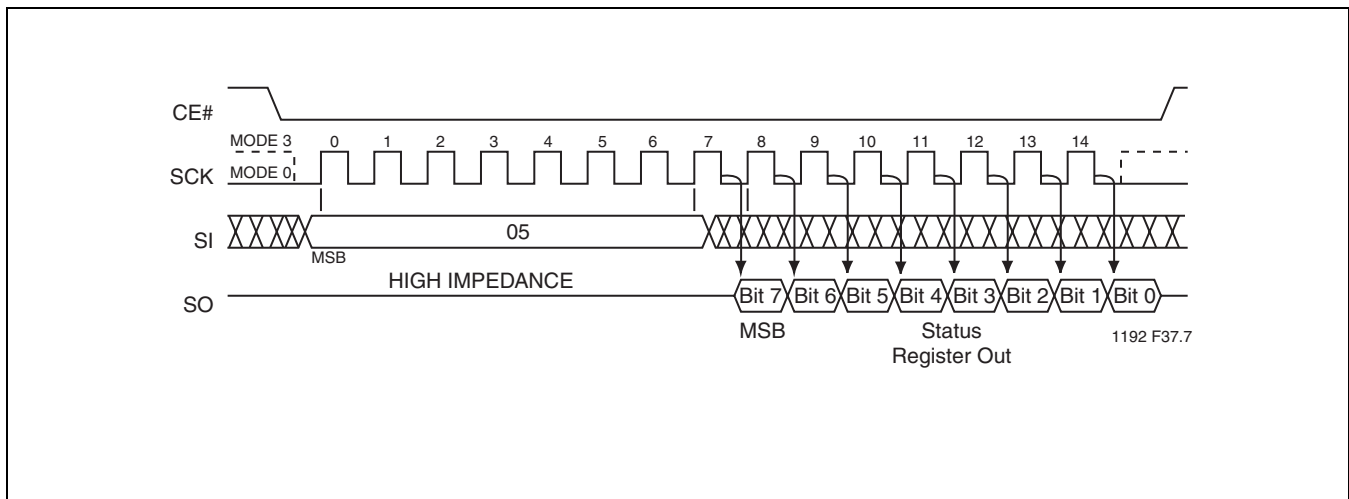 CE#
MODE 3
0 1 2 3 4 5 6 7 8 9 10 11 12 13 14
SCK
MODE 0
SI
05
MSB
HIGH IMPEDANCE
SO
Bit 7 Bit 6 Bit 5 Bit 4 Bit 3 Bit 2 Bit 1 Bit 0
MSB
Status
Register Out
1192 F37.7